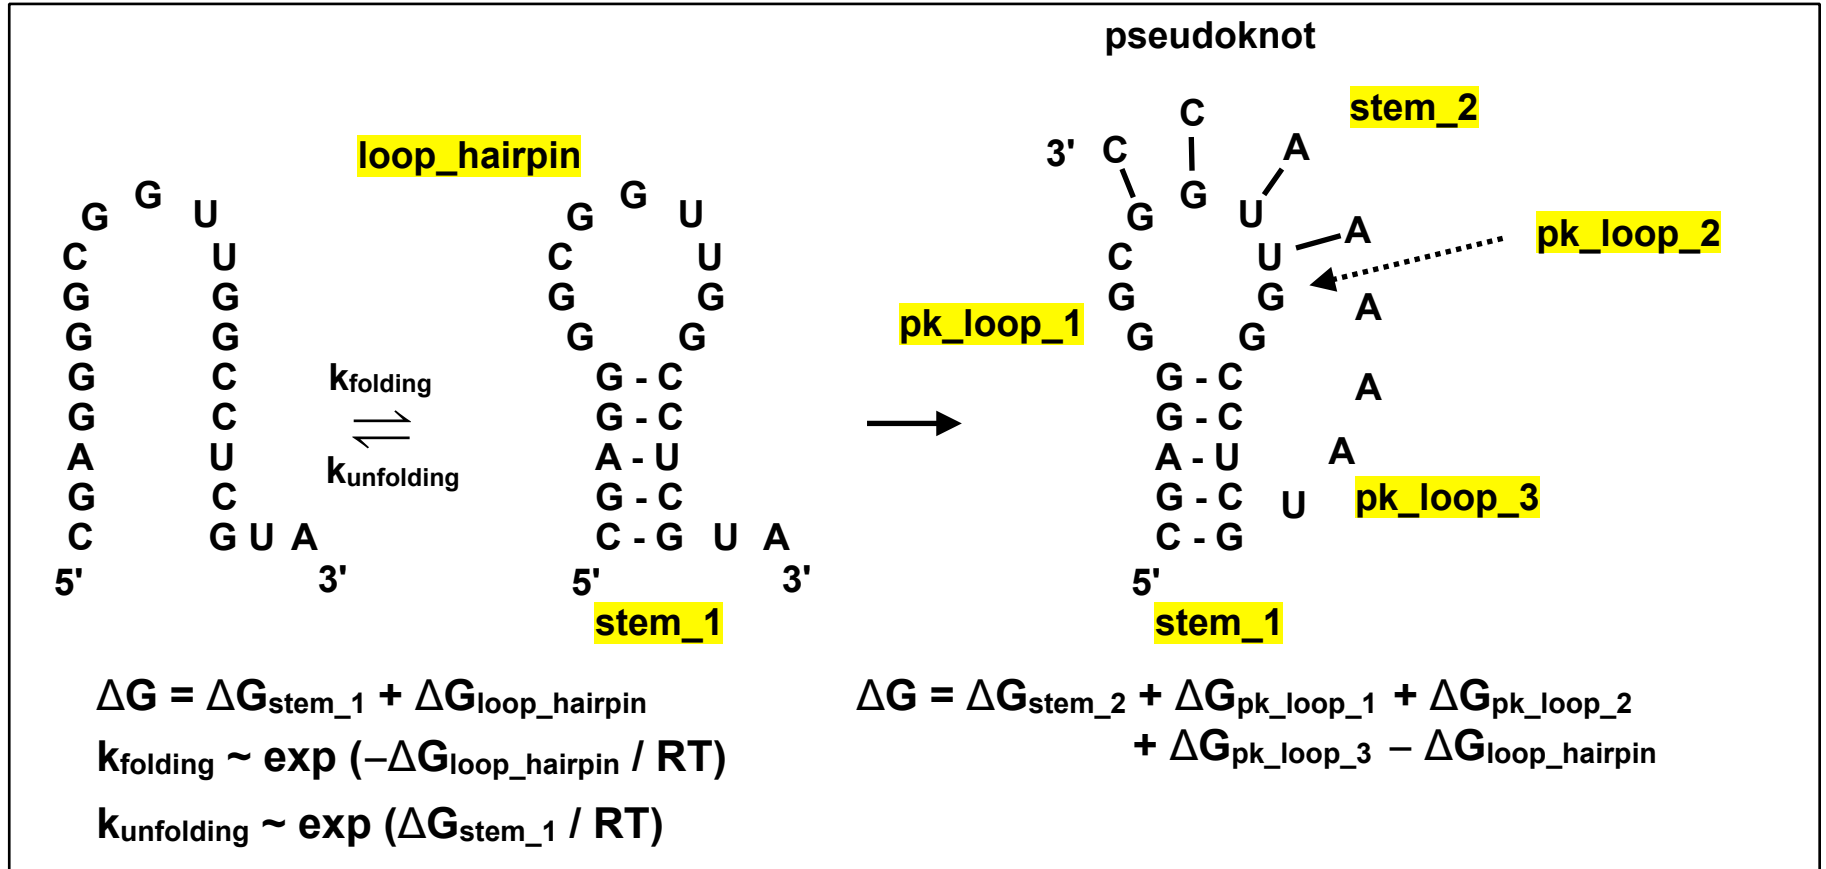 pseudoknot
stem_2
loop_hairpin
pk_loop_2
pk_loop_1
pk_loop_3
C
3' C A
G G U A
C U
G G A
G G
G - C A
G - C
A - U A
G - C U
C - G
5'
stem_1
G G U
C U
G G
G G
G C
G C
A U
G C
C G U A
5' 3'
kfolding
⇌
kunfolding
G G U
C U
G G
G G
G - C
G - C
A - U
G - C
C - G U A
5' 3'
stem_1
ΔG = ΔGstem_1 + ΔGloop_hairpin
kfolding ~ exp (–ΔGloop_hairpin / RT)
kunfolding ~ exp (ΔGstem_1 / RT)
ΔG = ΔGstem_2 + ΔGpk_loop_1 + ΔGpk_loop_2
+ ΔGpk_loop_3 – ΔGloop_hairpin